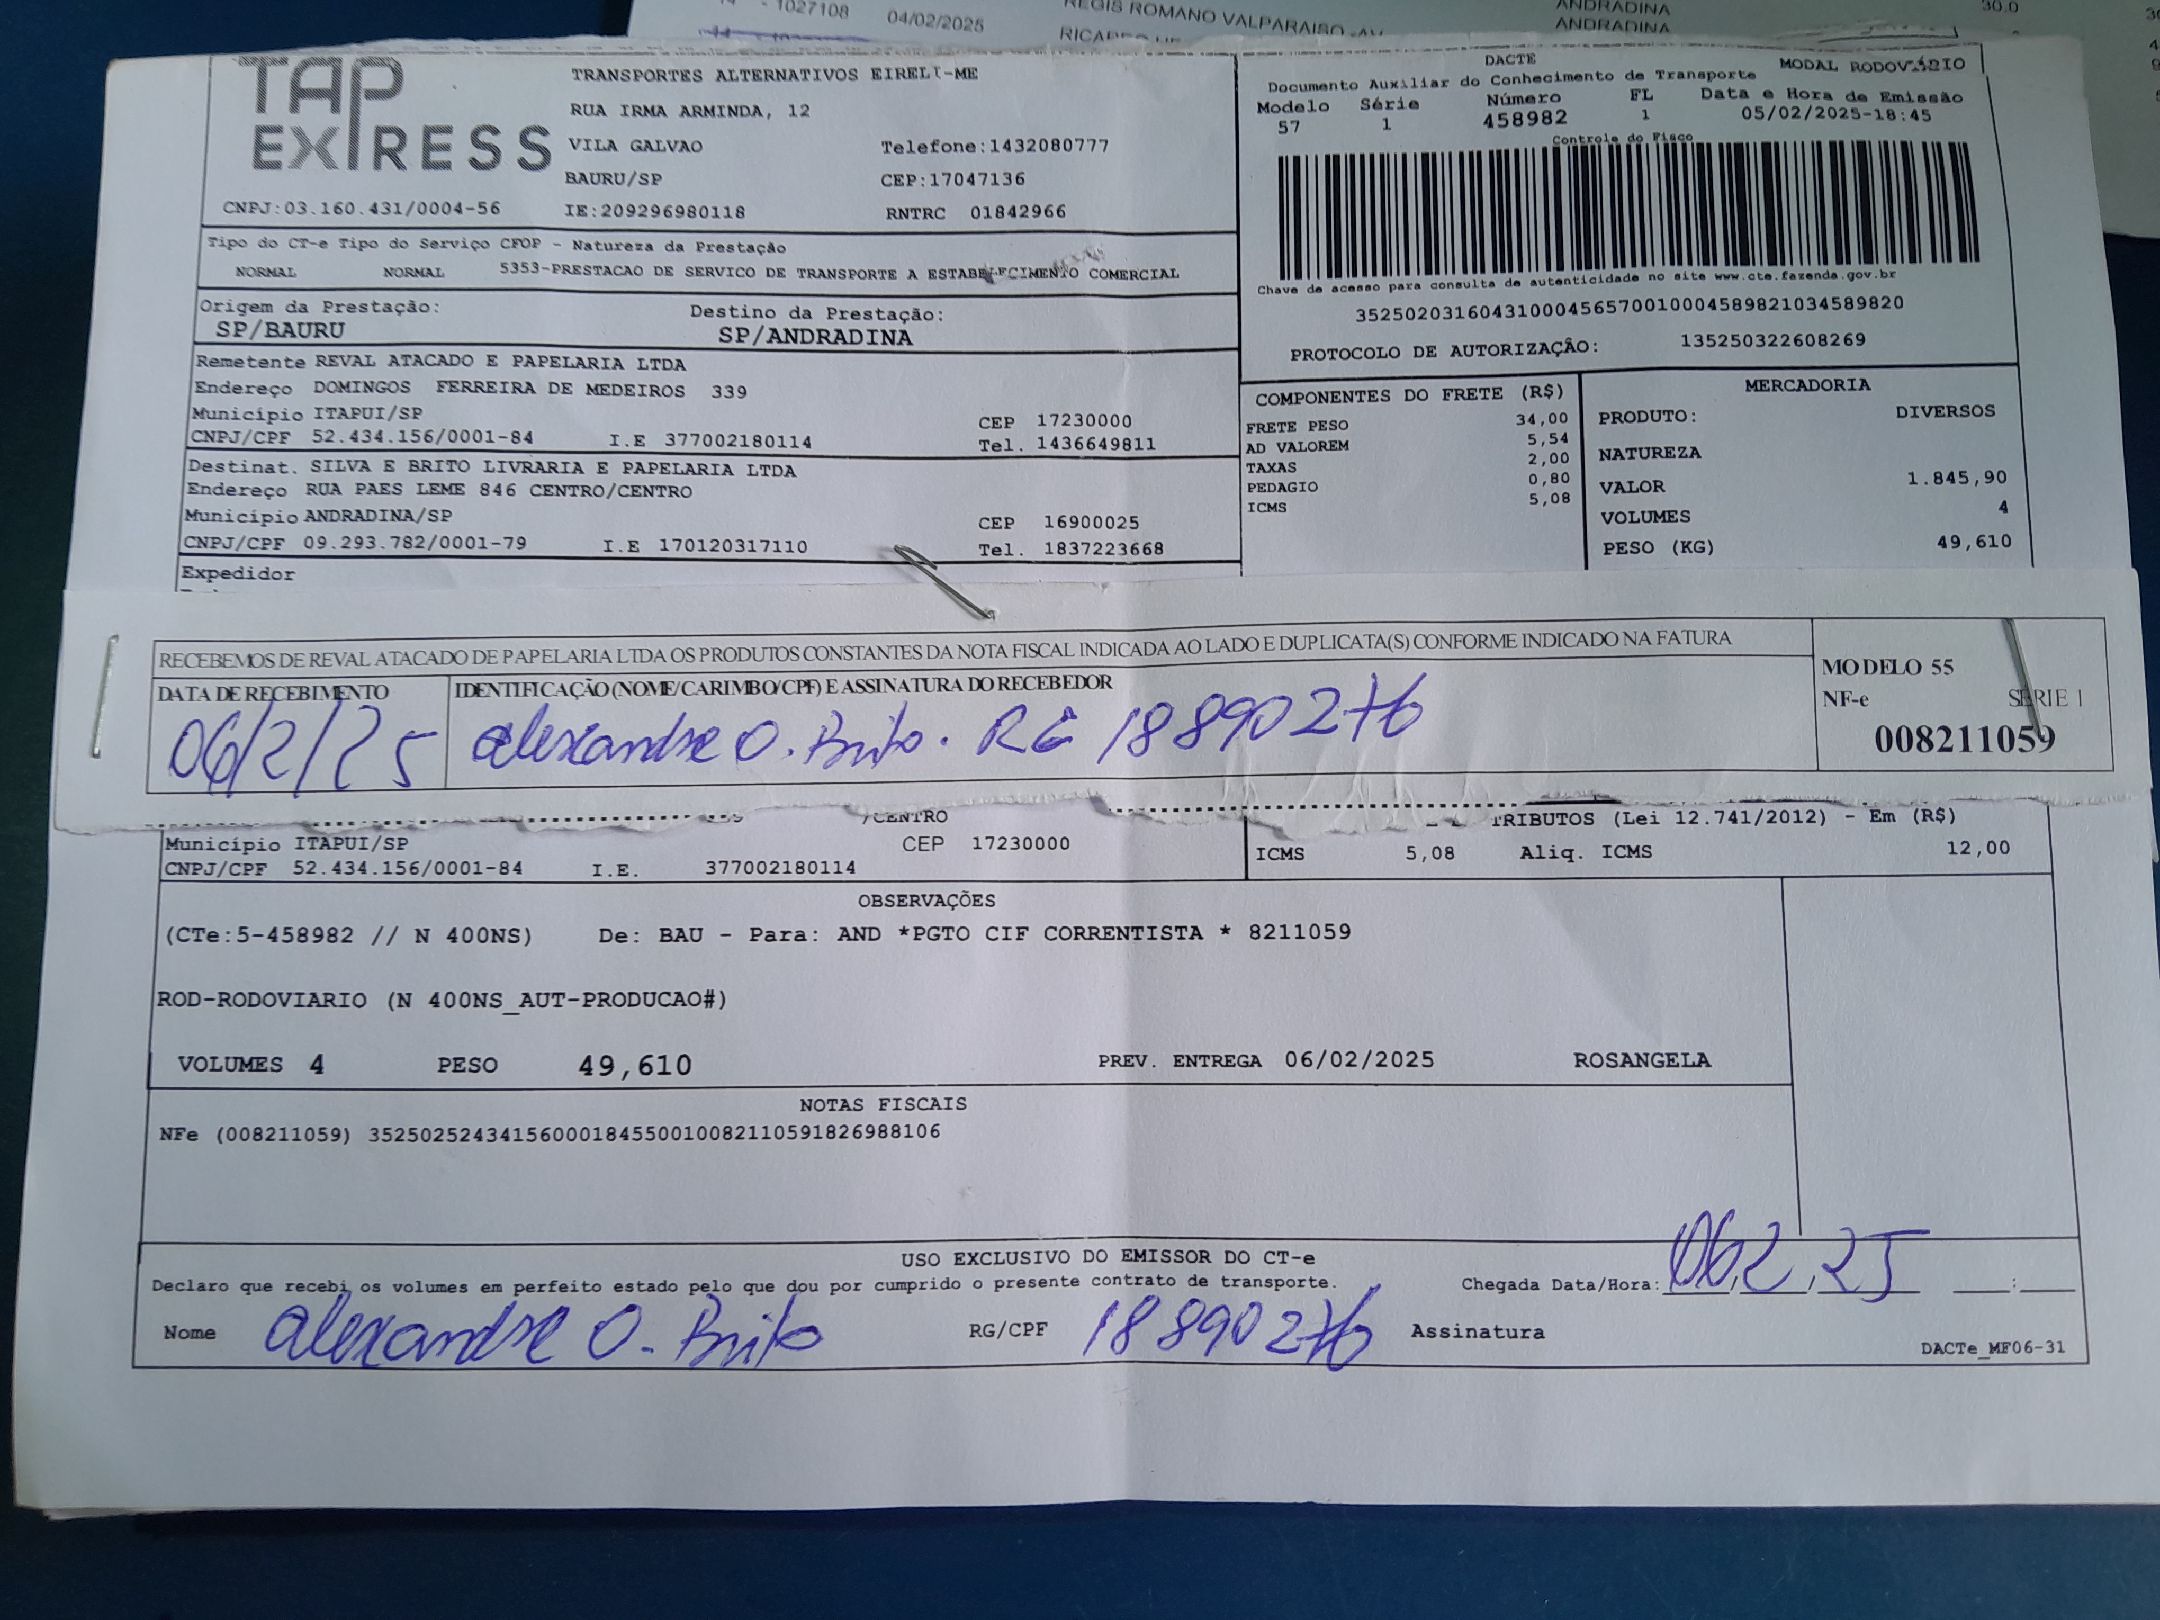 - 1027108 04/02/2025 REGIS ROMANO VALPARAISO ANDRADINA 30.0
ANDRADINA
TAP EXPRESS
TRANSPORTES ALTERNATIVOS EIRELI-ME
RUA IRMA ARMINDA, 12
VILA GALVAO Telefone:1432080777
BAURU/SP CEP:17047136
CNPJ:03.160.431/0004-56 IE:209296980118 RNTRC 01842966
DACTE MODAL RODOVIÁRIO
Documento Auxiliar do Conhecimento de Transporte
Modelo Série Número FL Data e Hora de Emissão
57 1 458982 1 05/02/2025-18:45
Controle do Fisco
Chave de acesso para consulta de autenticidade no site www.cte.fazenda.gov.br
35250203160431000456570010004589821034589820
PROTOCOLO DE AUTORIZAÇÃO: 135250322608269
Tipo do CT-e Tipo do Serviço CFOP - Natureza da Prestação
NORMAL NORMAL 5353-PRESTACAO DE SERVICO DE TRANSPORTE A ESTABELECIMENTO COMERCIAL
Origem da Prestação: Destino da Prestação:
SP/BAURU SP/ANDRADINA
Remetente REVAL ATACADO E PAPELARIA LTDA
Endereço DOMINGOS FERREIRA DE MEDEIROS 339
Município ITAPUI/SP CEP 17230000
CNPJ/CPF 52.434.156/0001-84 I.E 377002180114 Tel. 1436649811
Destinat. SILVA E BRITO LIVRARIA E PAPELARIA LTDA
Endereço RUA PAES LEME 846 CENTRO/CENTRO
Município ANDRADINA/SP CEP 16900025
CNPJ/CPF 09.293.782/0001-79 I.E 170120317110 Tel. 1837223668
Expedidor
COMPONENTES DO FRETE (R$)
FRETE PESO 34,00
AD VALOREM 5,54
TAXAS 2,00
PEDAGIO 0,80
ICMS 5,08
MERCADORIA
PRODUTO: DIVERSOS
NATUREZA
VALOR 1.845,90
VOLUMES 4
PESO (KG) 49,610
RECEBEMOS DE REVAL ATACADO DE PAPELARIA LTDA OS PRODUTOS CONSTANTES DA NOTA FISCAL INDICADA AO LADO E DUPLICATA(S) CONFORME INDICADO NA FATURA
DATA DE RECEBIMENTO IDENTIFICAÇÃO (NOME/CARIMBO/CPF) E ASSINATURA DO RECEBEDOR
06/2/25 alexandre O. Brito. RG 18890276
MODELO 55
NF-e SÉRIE 1
008211059
/CENTRO
Município ITAPUI/SP CEP 17230000
CNPJ/CPF 52.434.156/0001-84 I.E. 377002180114
TRIBUTOS (Lei 12.741/2012) - Em (R$)
ICMS 5,08 Aliq. ICMS 12,00
OBSERVAÇÕES
(CTe:5-458982 // N 400NS) De: BAU - Para: AND *PGTO CIF CORRENTISTA * 8211059
ROD-RODOVIARIO (N 400NS_AUT-PRODUCAO#)
VOLUMES 4 PESO 49,610 PREV. ENTREGA 06/02/2025 ROSANGELA
NOTAS FISCAIS
NFe (008211059) 35250252434156000184550010082110591826988106
USO EXCLUSIVO DO EMISSOR DO CT-e
Declaro que recebi os volumes em perfeito estado pelo que dou por cumprido o presente contrato de transporte. Chegada Data/Hora: 06/2/25
Nome alexandre O. Brito RG/CPF 18890276 Assinatura
DACTe_MF06-31